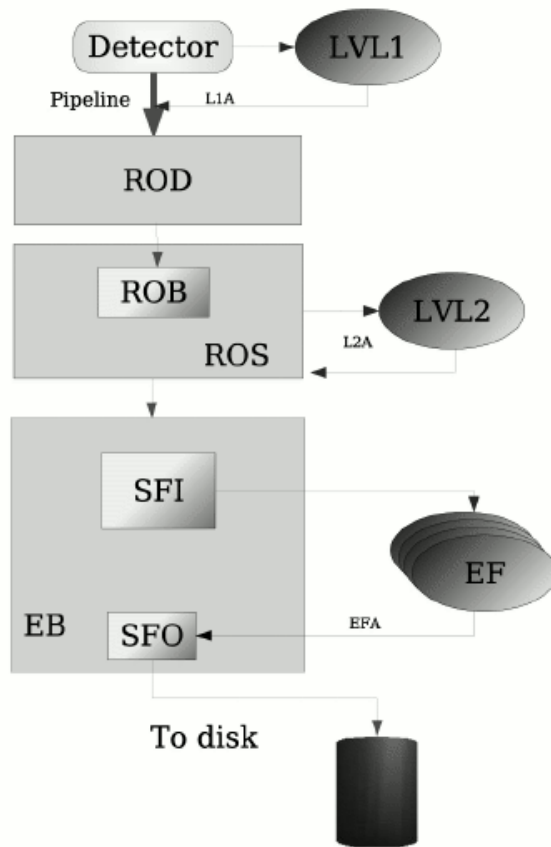 Detector
LVL1
Pipeline
L1A
ROD
ROB
LVL2
ROS
L2A
SFI
EF
EB
SFO
EFA
To disk